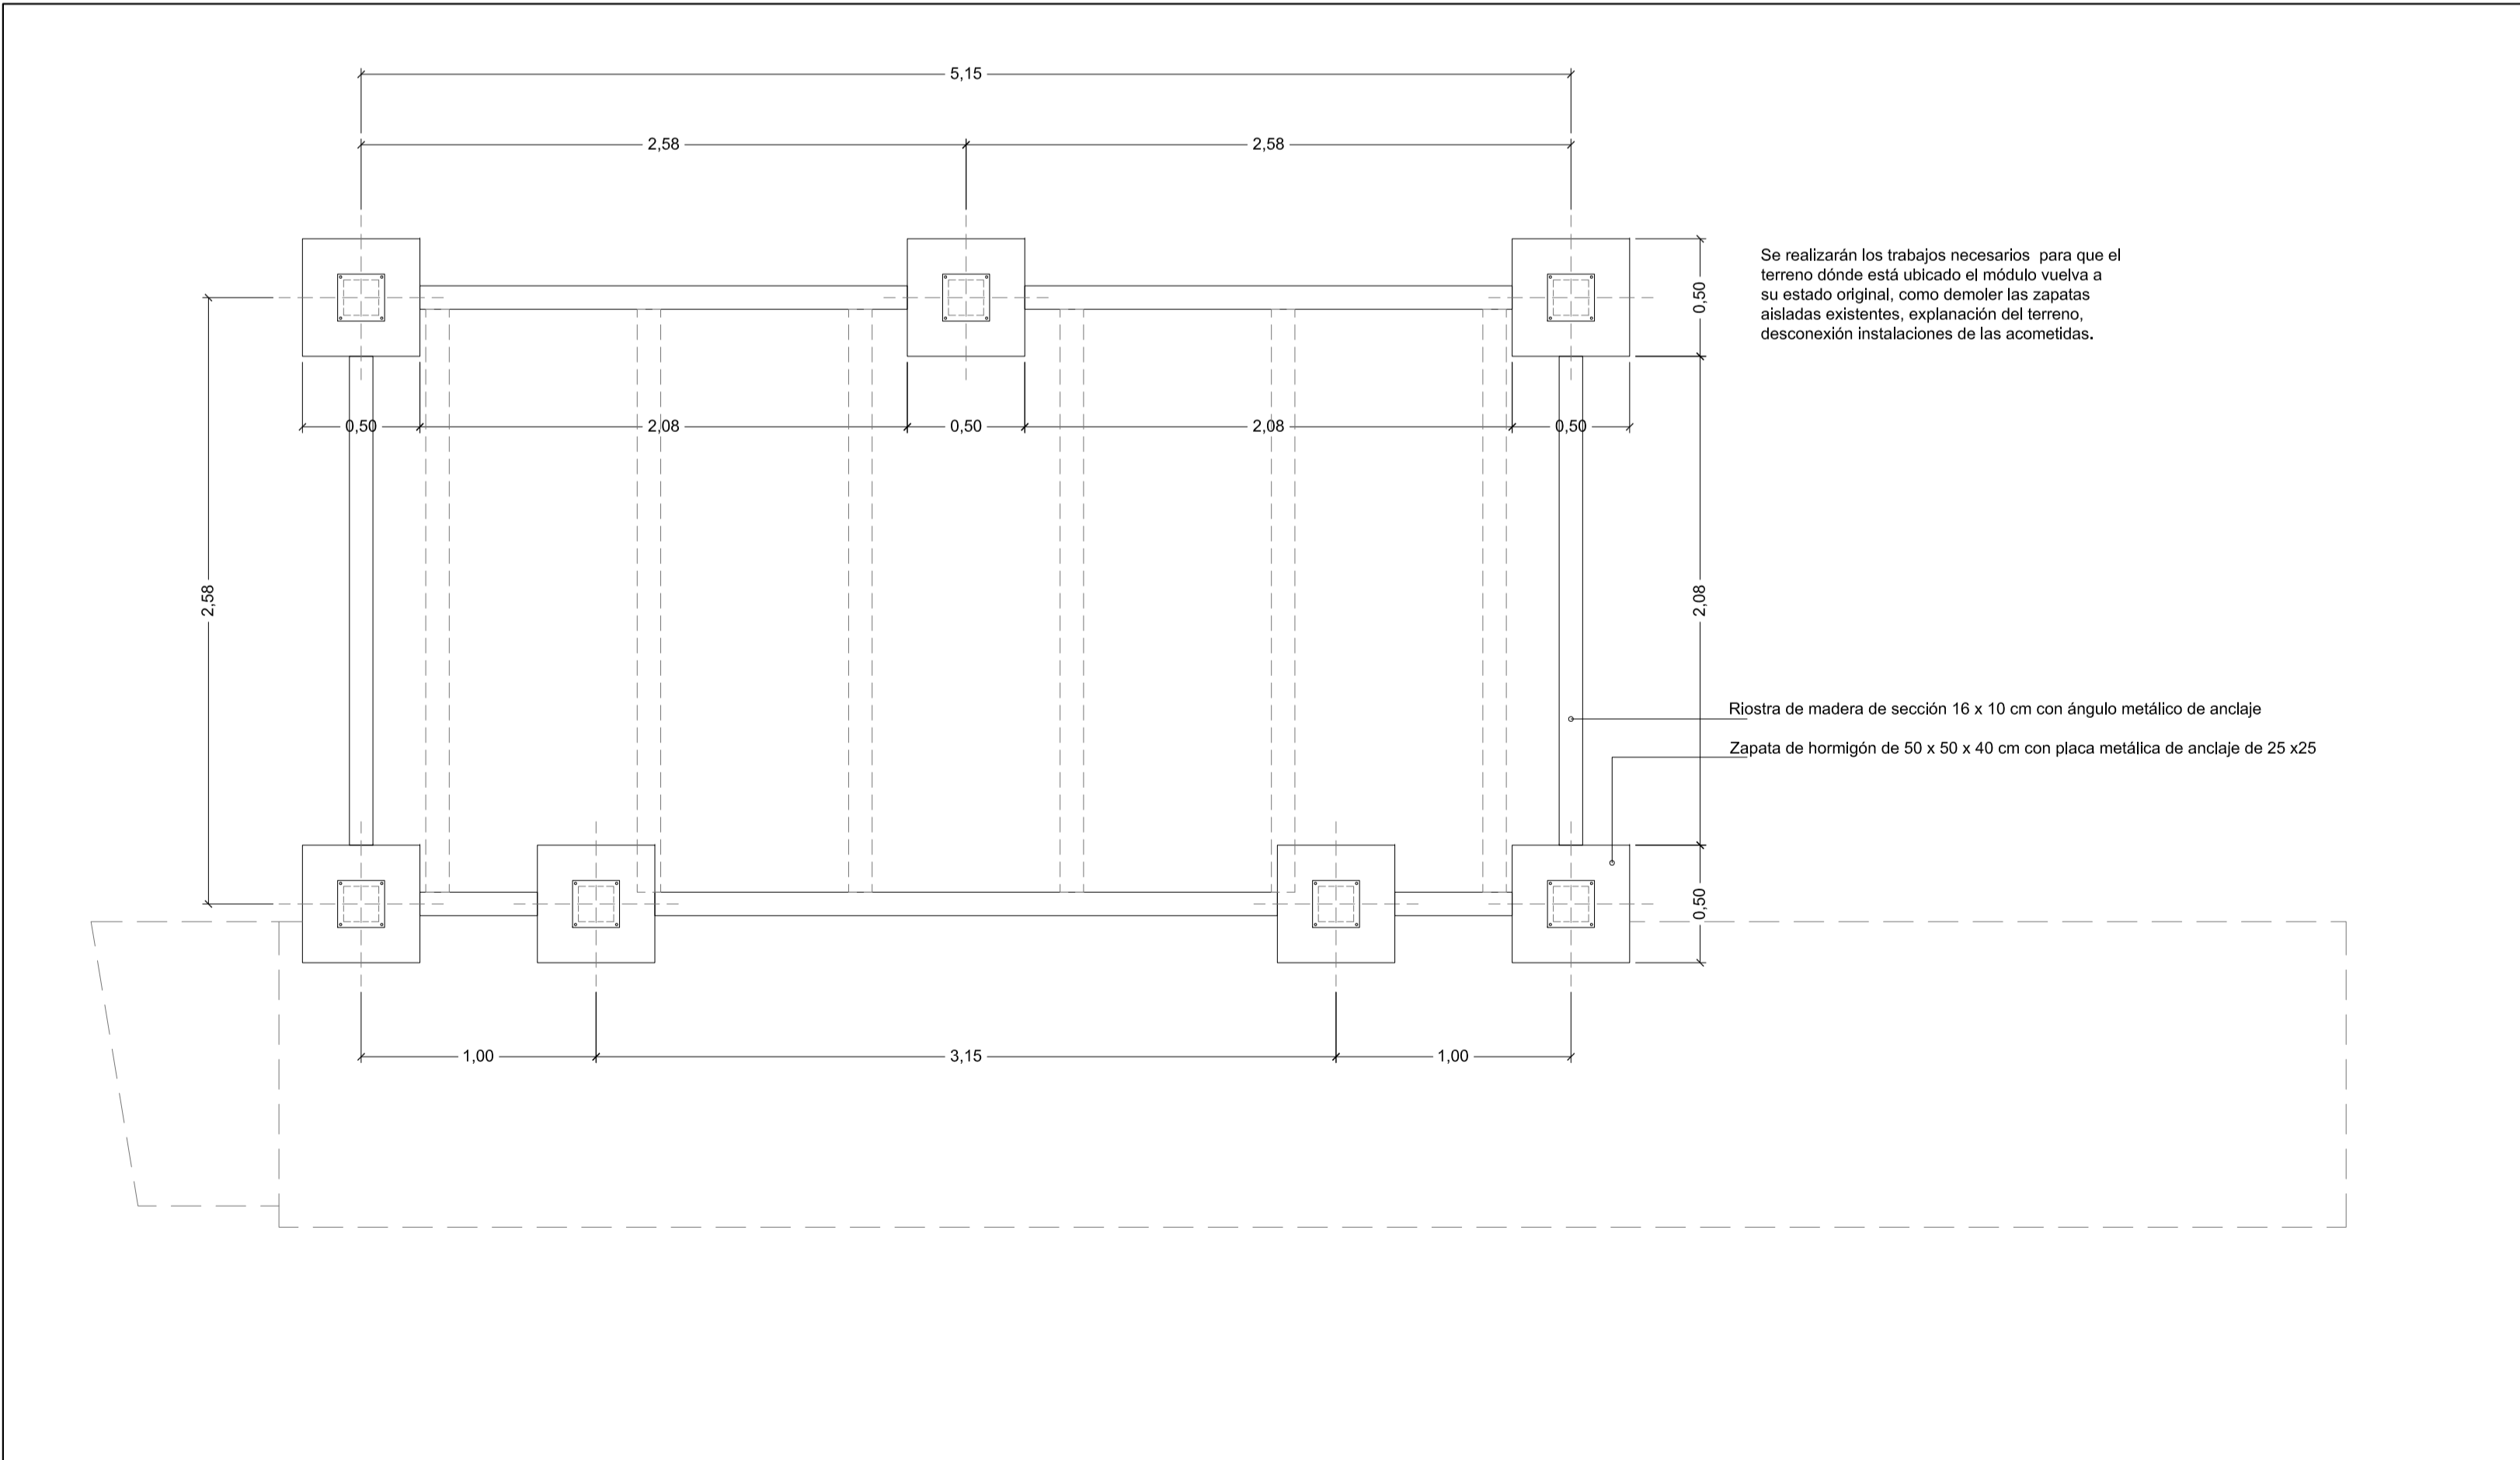 5,15
2,58
2,58
Se realizarán los trabajos necesarios para que el
terreno dónde está ubicado el módulo vuelva a
su estado original, como demoler las zapatas
aisladas existentes, explanación del terreno,
desconexión instalaciones de las acometidas.
0,50
0,50
2,08
0,50
2,08
0,50
2,58
2,08
Riostra de madera de sección 16 x 10 cm con ángulo metálico de anclaje
Zapata de hormigón de 50 x 50 x 40 cm con placa metálica de anclaje de 25 x25
0,50
1,00
3,15
1,00